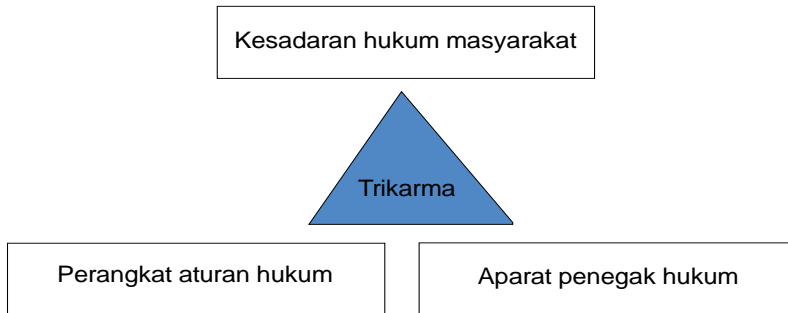 Kesadaran hukum masyarakat
Trikarma
Perangkat aturan hukum
Aparat penegak hukum